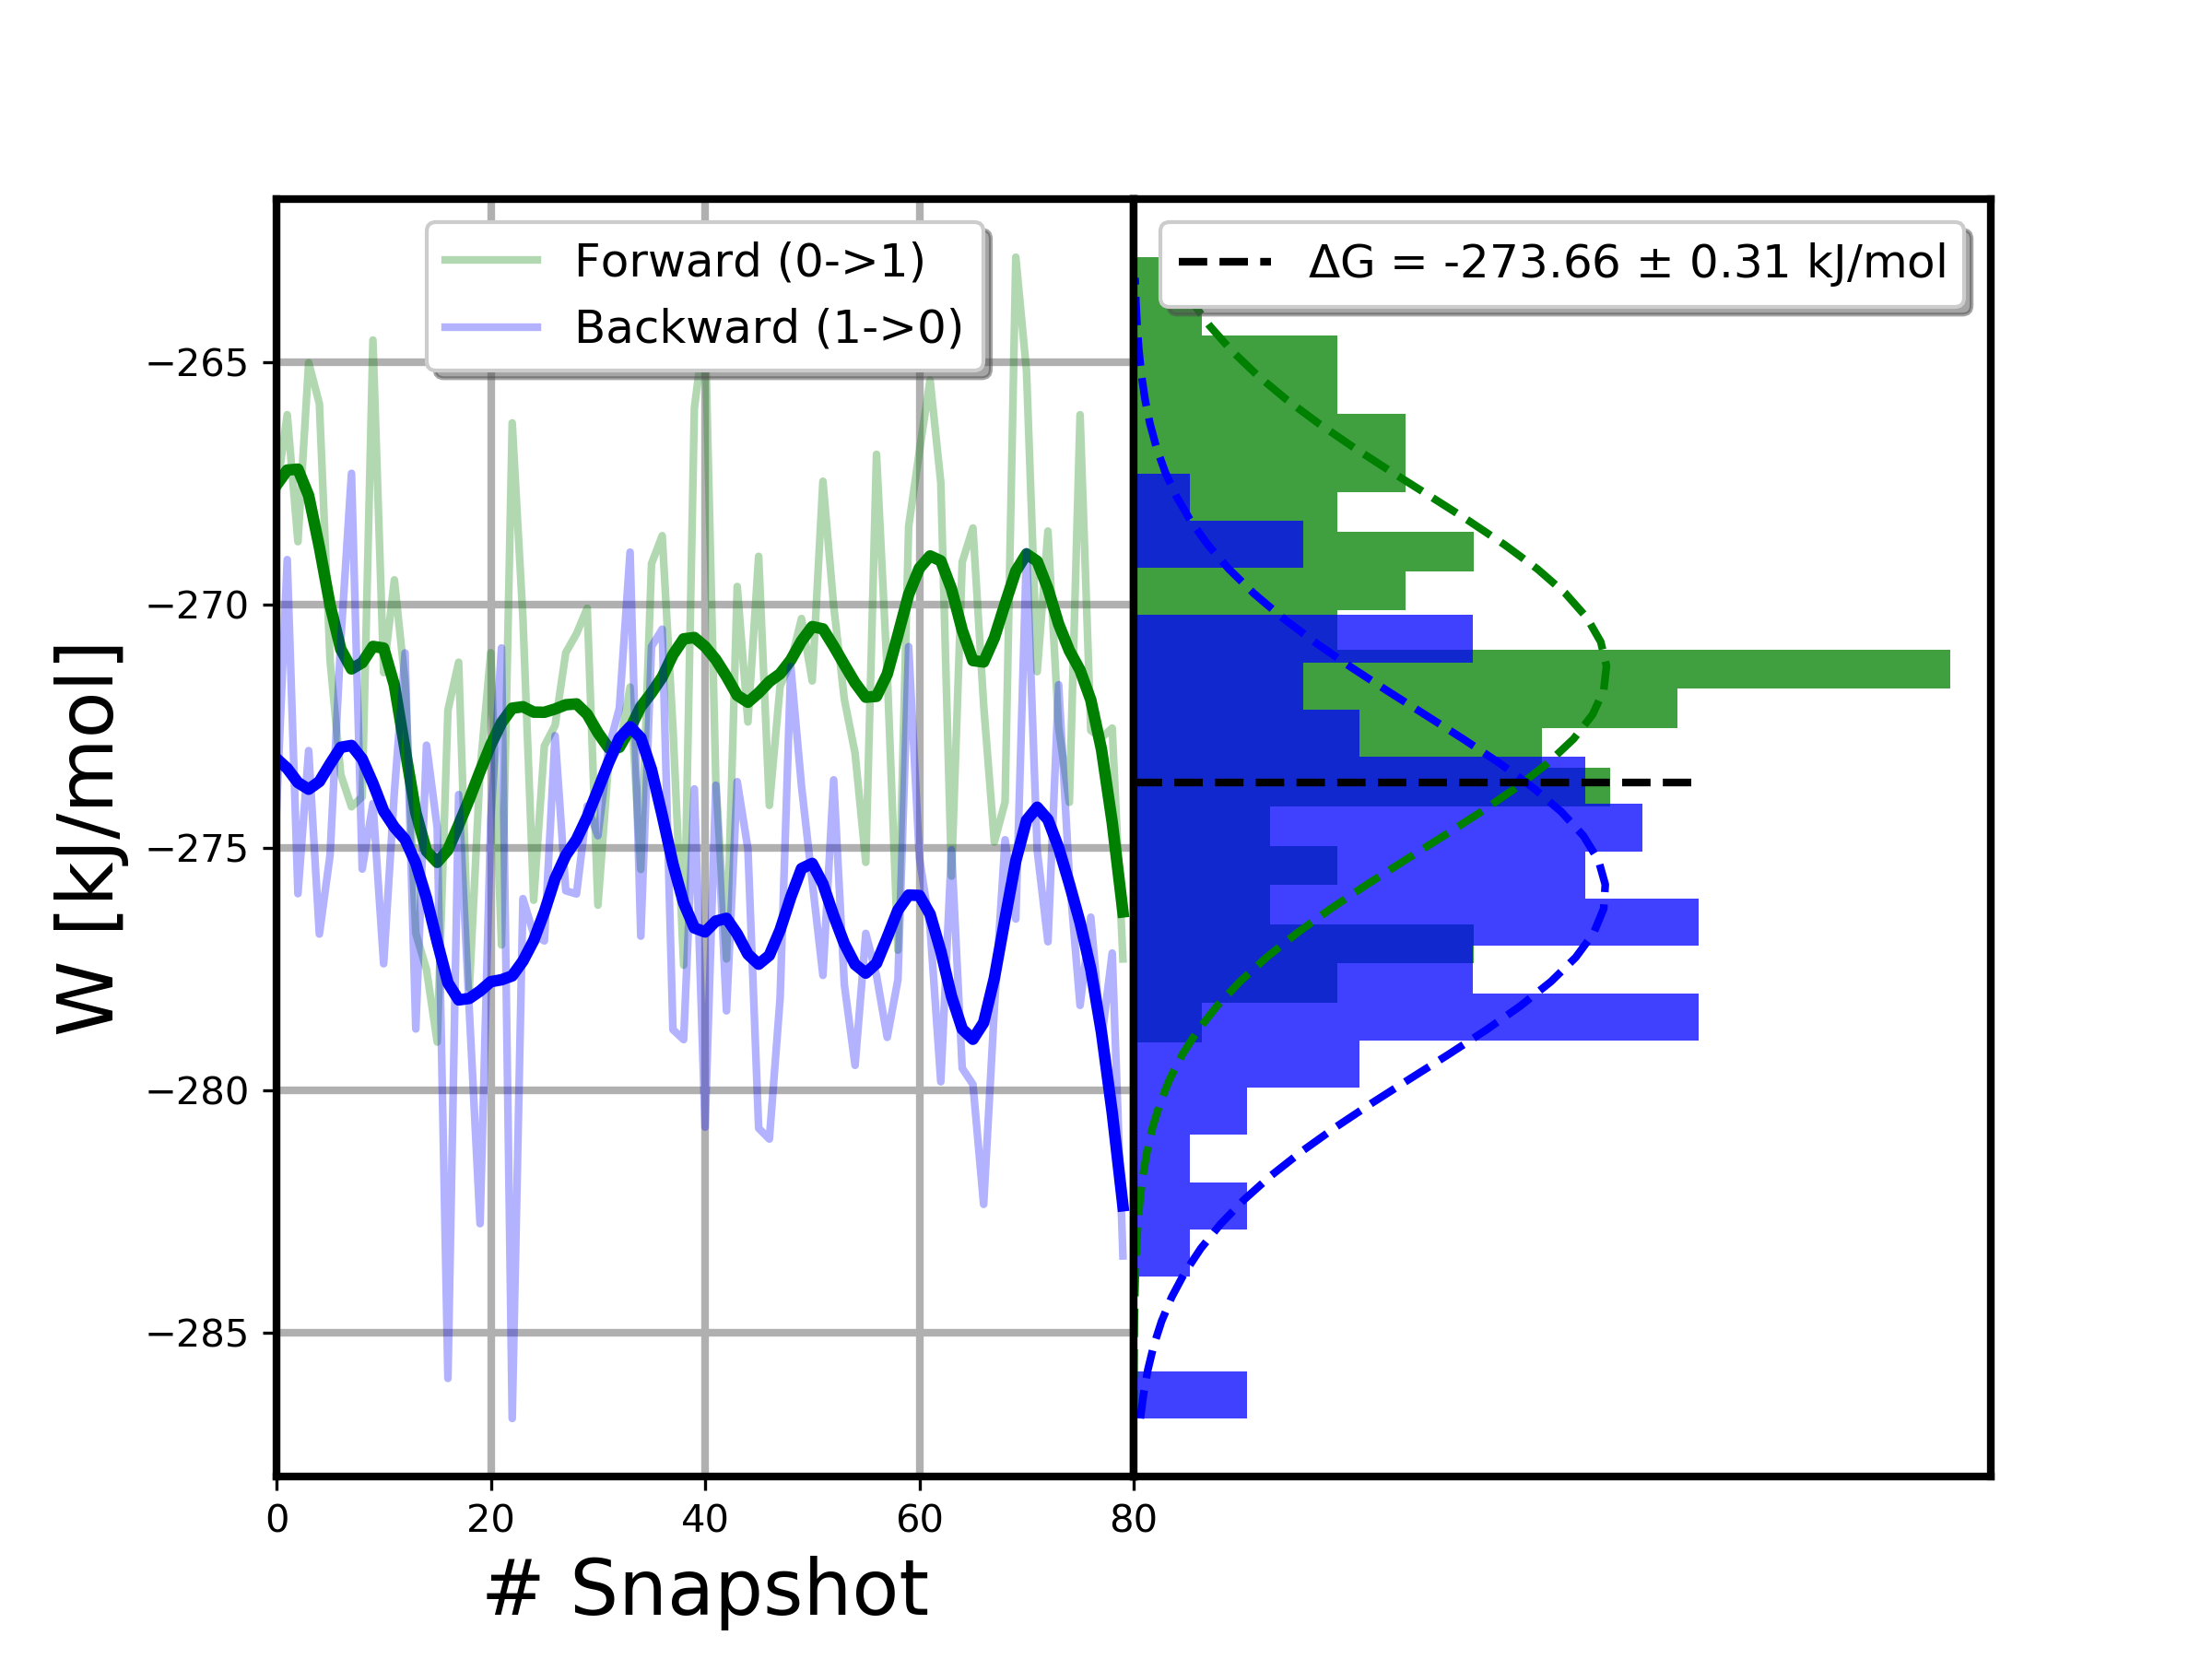 Forward (0->1)
Backward (1->0)
ΔG = -273.66 ± 0.31 kJ/mol
W [kJ/mol]
−265
−270
−275
−280
−285
0 20 40 60 80
# Snapshot